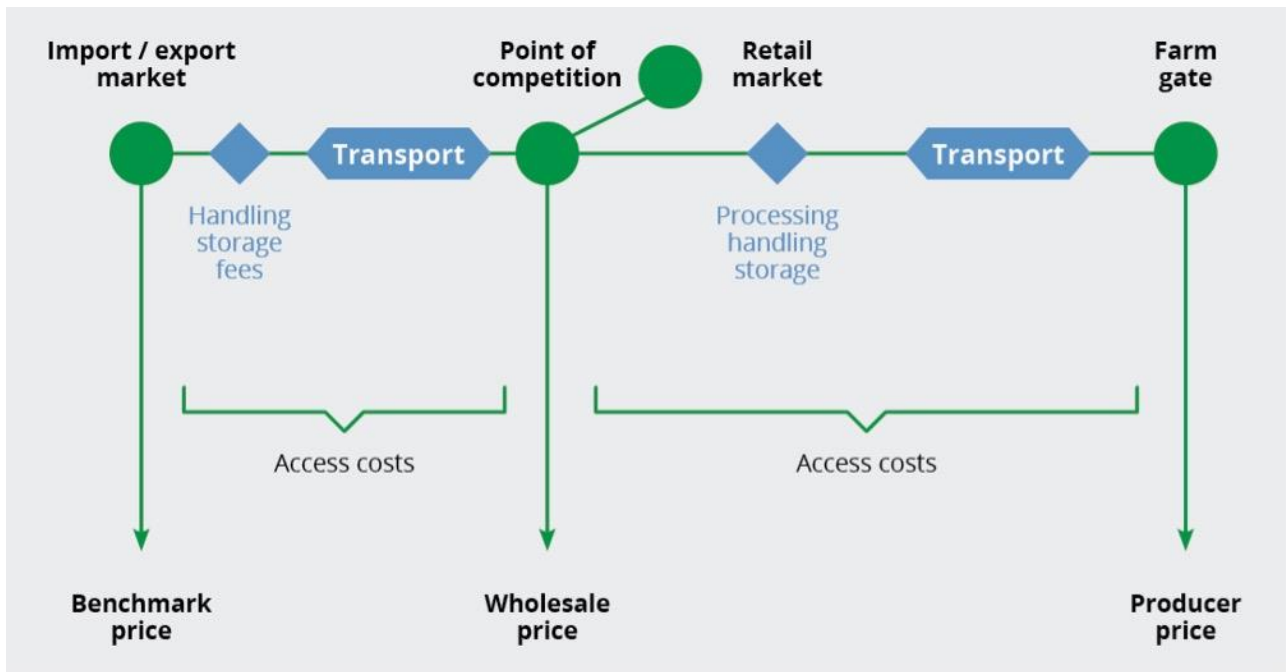 Import / export
market
Point of
competition
Retail
market
Farm
gate
Transport
Transport
Handling
storage
fees
Processing
handling
storage
Access costs
Access costs
Benchmark
price
Wholesale
price
Producer
price